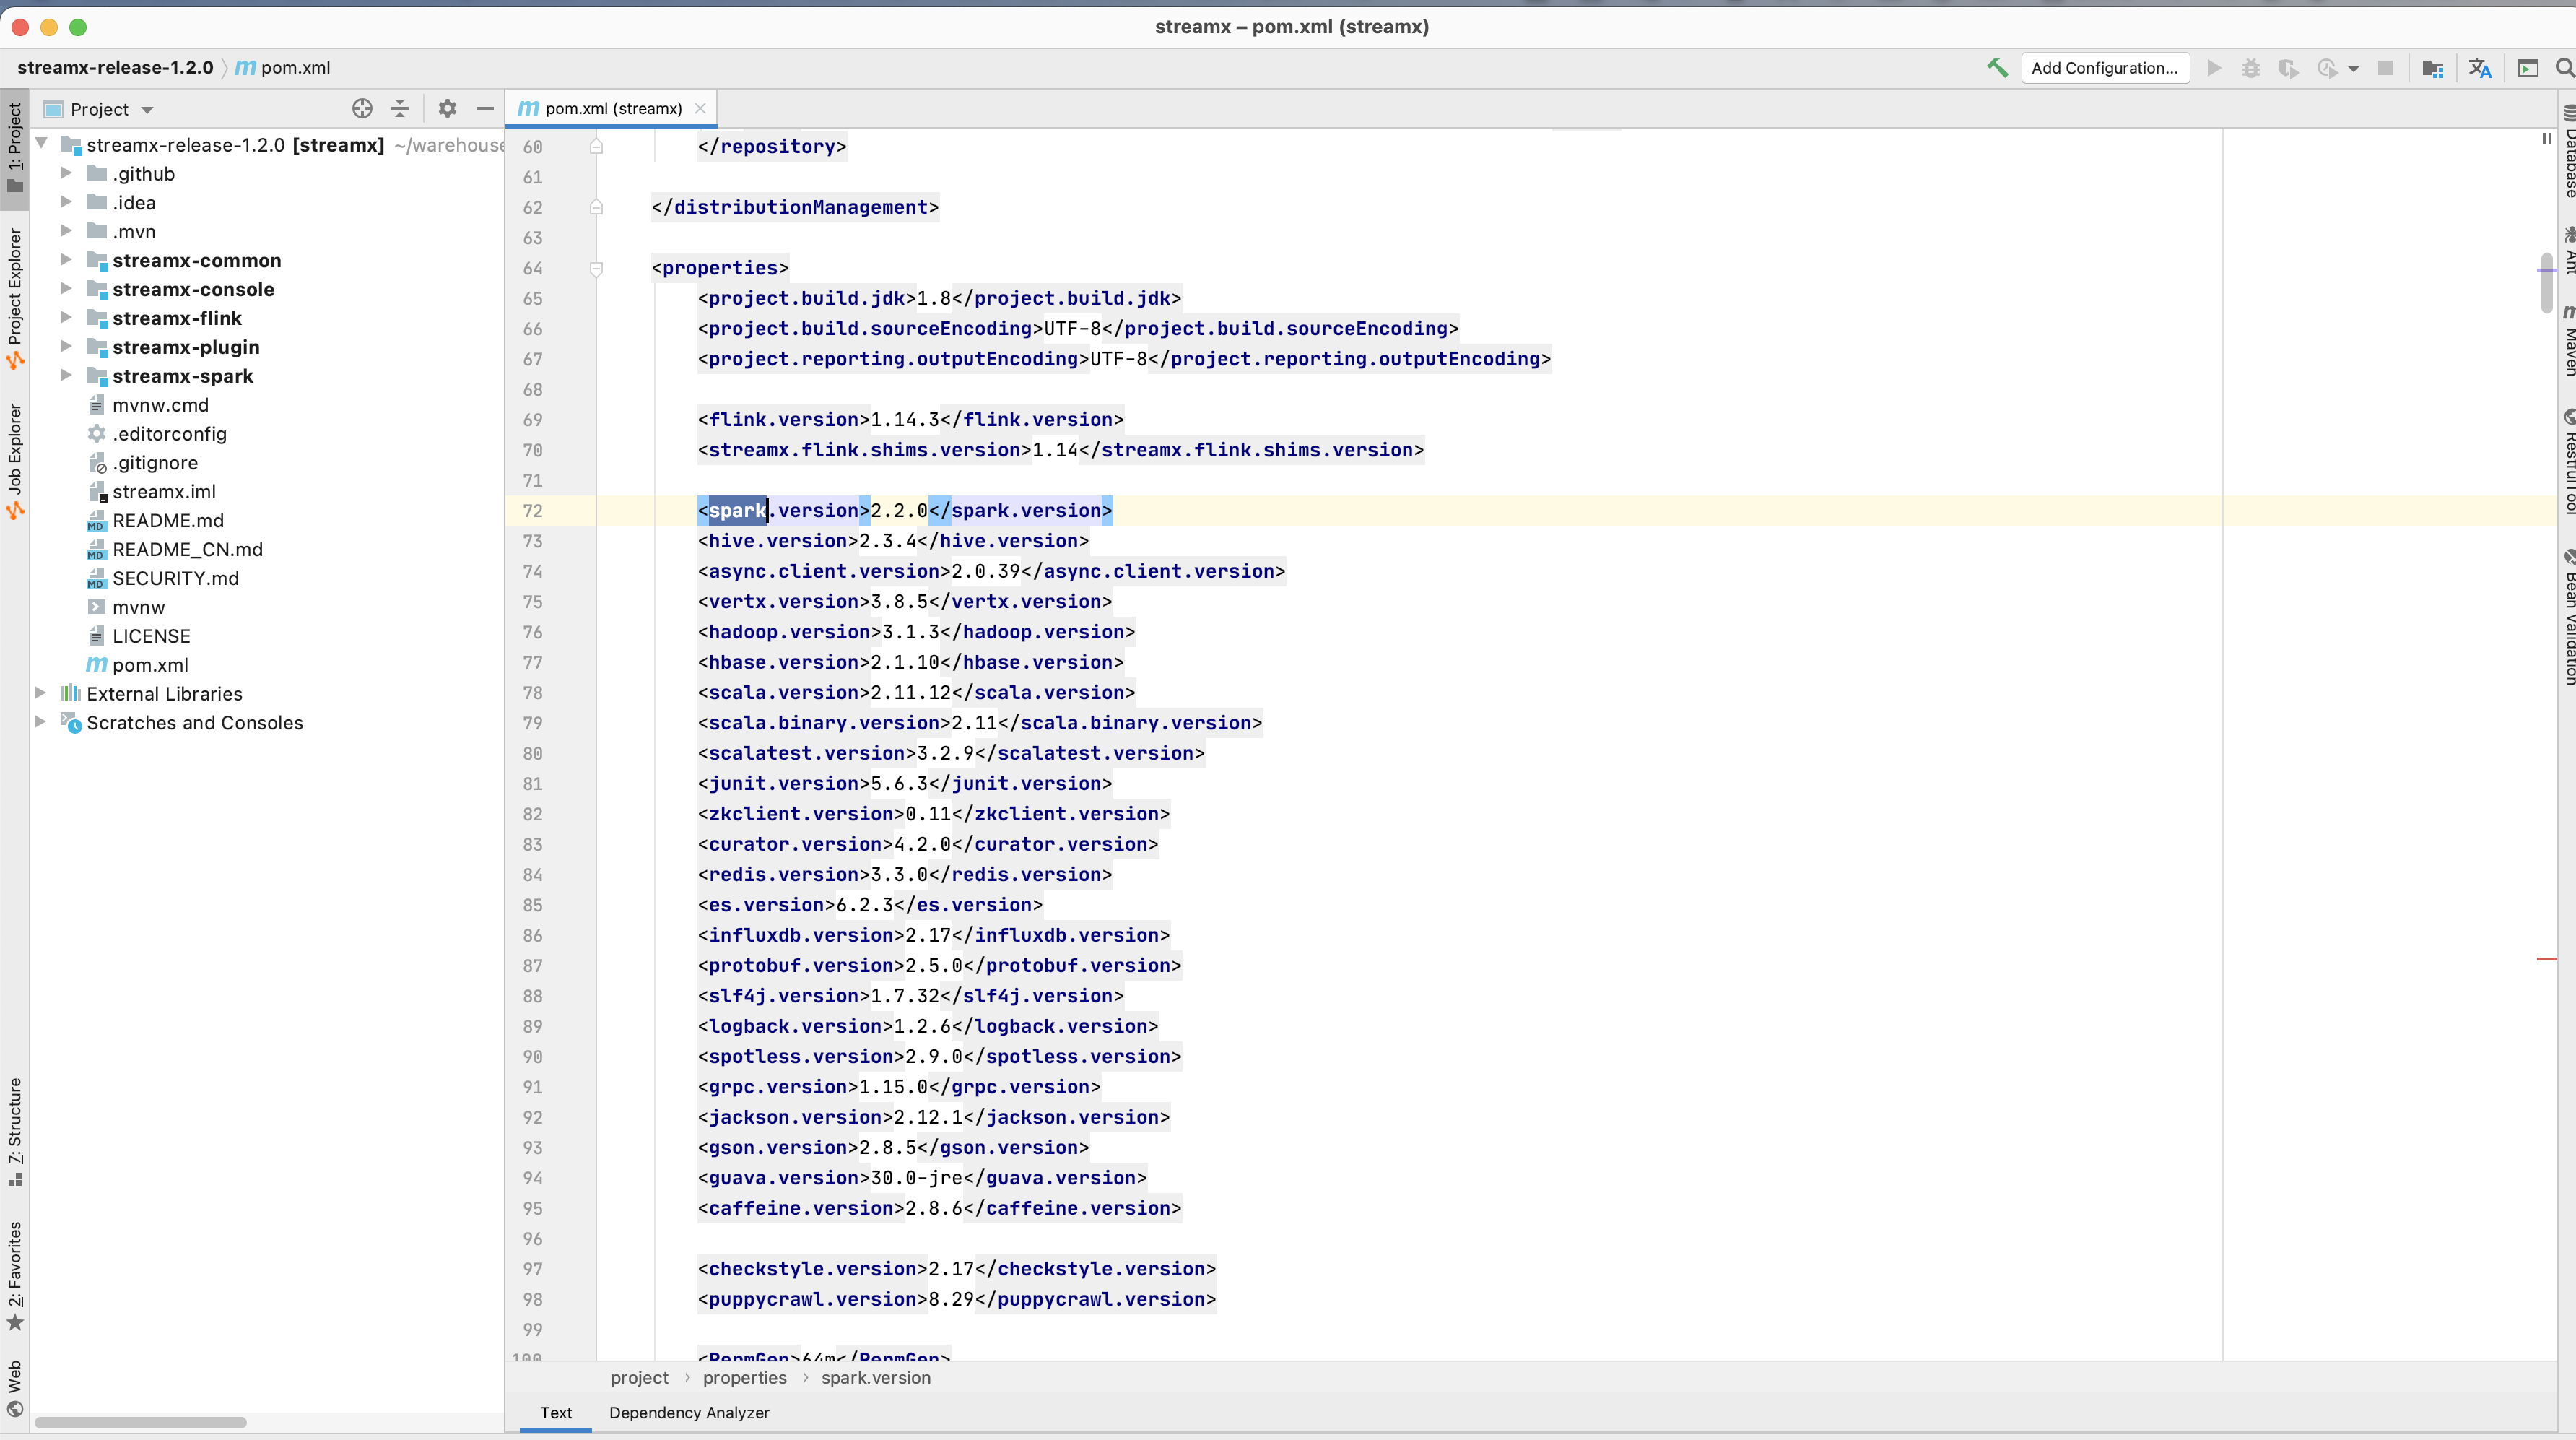 streamx – pom.xml (streamx)
streamx-release-1.2.0 pom.xml
Add Configuration...
Project
pom.xml (streamx)
1: Project
Project Explorer
Job Explorer
7: Structure
2: Favorites
Web
streamx-release-1.2.0 [streamx] ~/warehouse
.github
.idea
.mvn
streamx-common
streamx-console
streamx-flink
streamx-plugin
streamx-spark
mvnw.cmd
.editorconfig
.gitignore
streamx.iml
README.md
README_CN.md
SECURITY.md
mvnw
LICENSE
pom.xml
External Libraries
Scratches and Consoles
60 </repository>
61
62 </distributionManagement>
63
64 <properties>
65 <project.build.jdk>1.8</project.build.jdk>
66 <project.build.sourceEncoding>UTF-8</project.build.sourceEncoding>
67 <project.reporting.outputEncoding>UTF-8</project.reporting.outputEncoding>
68
69 <flink.version>1.14.3</flink.version>
70 <streamx.flink.shims.version>1.14</streamx.flink.shims.version>
71
72 <spark.version>2.2.0</spark.version>
73 <hive.version>2.3.4</hive.version>
74 <async.client.version>2.0.39</async.client.version>
75 <vertx.version>3.8.5</vertx.version>
76 <hadoop.version>3.1.3</hadoop.version>
77 <hbase.version>2.1.10</hbase.version>
78 <scala.version>2.11.12</scala.version>
79 <scala.binary.version>2.11</scala.binary.version>
80 <scalatest.version>3.2.9</scalatest.version>
81 <junit.version>5.6.3</junit.version>
82 <zkclient.version>0.11</zkclient.version>
83 <curator.version>4.2.0</curator.version>
84 <redis.version>3.3.0</redis.version>
85 <es.version>6.2.3</es.version>
86 <influxdb.version>2.17</influxdb.version>
87 <protobuf.version>2.5.0</protobuf.version>
88 <slf4j.version>1.7.32</slf4j.version>
89 <logback.version>1.2.6</logback.version>
90 <spotless.version>2.9.0</spotless.version>
91 <grpc.version>1.15.0</grpc.version>
92 <jackson.version>2.12.1</jackson.version>
93 <gson.version>2.8.5</gson.version>
94 <guava.version>30.0-jre</guava.version>
95 <caffeine.version>2.8.6</caffeine.version>
96
97 <checkstyle.version>2.17</checkstyle.version>
98 <puppycrawl.version>8.29</puppycrawl.version>
99
100 <PermGen>64m</PermGen>
project › properties › spark.version
Text Dependency Analyzer
Database
Ant
Maven
RestfulTool
Bean Validation